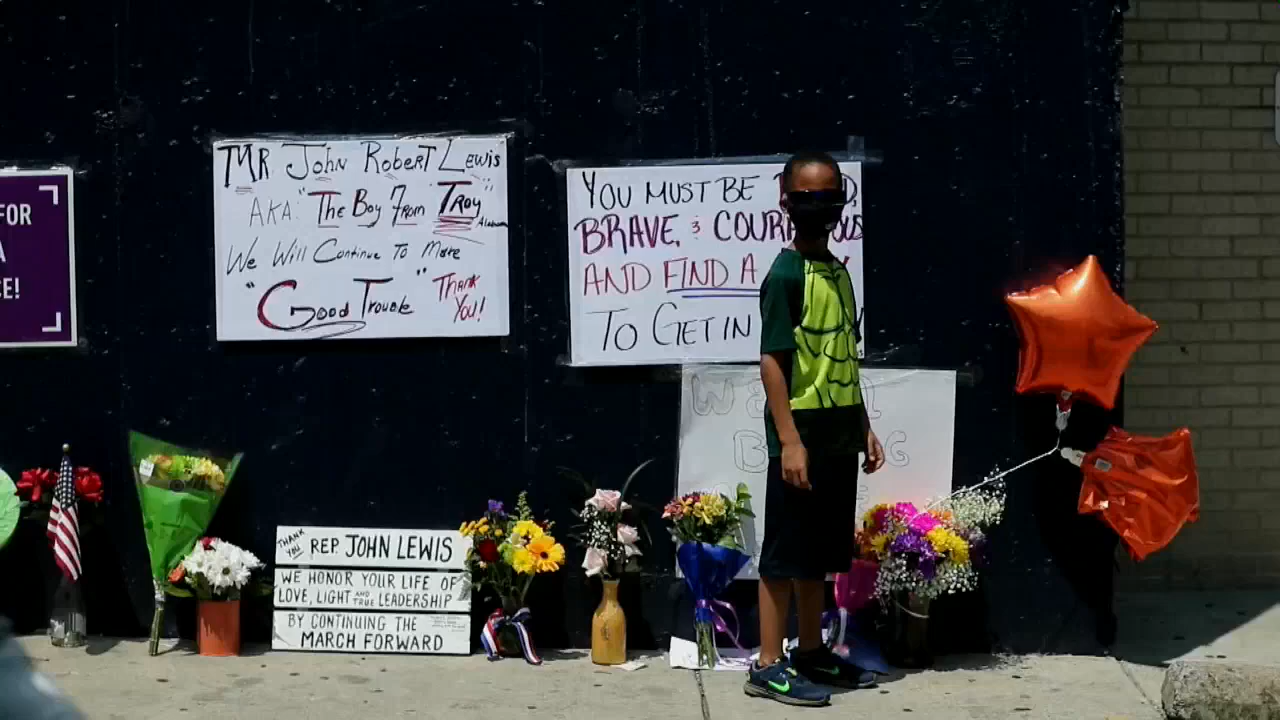 FOR
MR JOHN ROBERT LEWIS
AKA "THE BOY FROM TROY"
Alabama
WE WILL CONTINUE TO MAKE
"GOOD TROUBLE" THANK
YOU!
YOU MUST BE
BRAVE, & COURA
AND FIND A
TO GET IN
THANK
YOU REP. JOHN LEWIS
WE HONOR YOUR LIFE OF
LOVE, LIGHT AND TRUE LEADERSHIP
BY CONTINUING THE
MARCH FORWARD